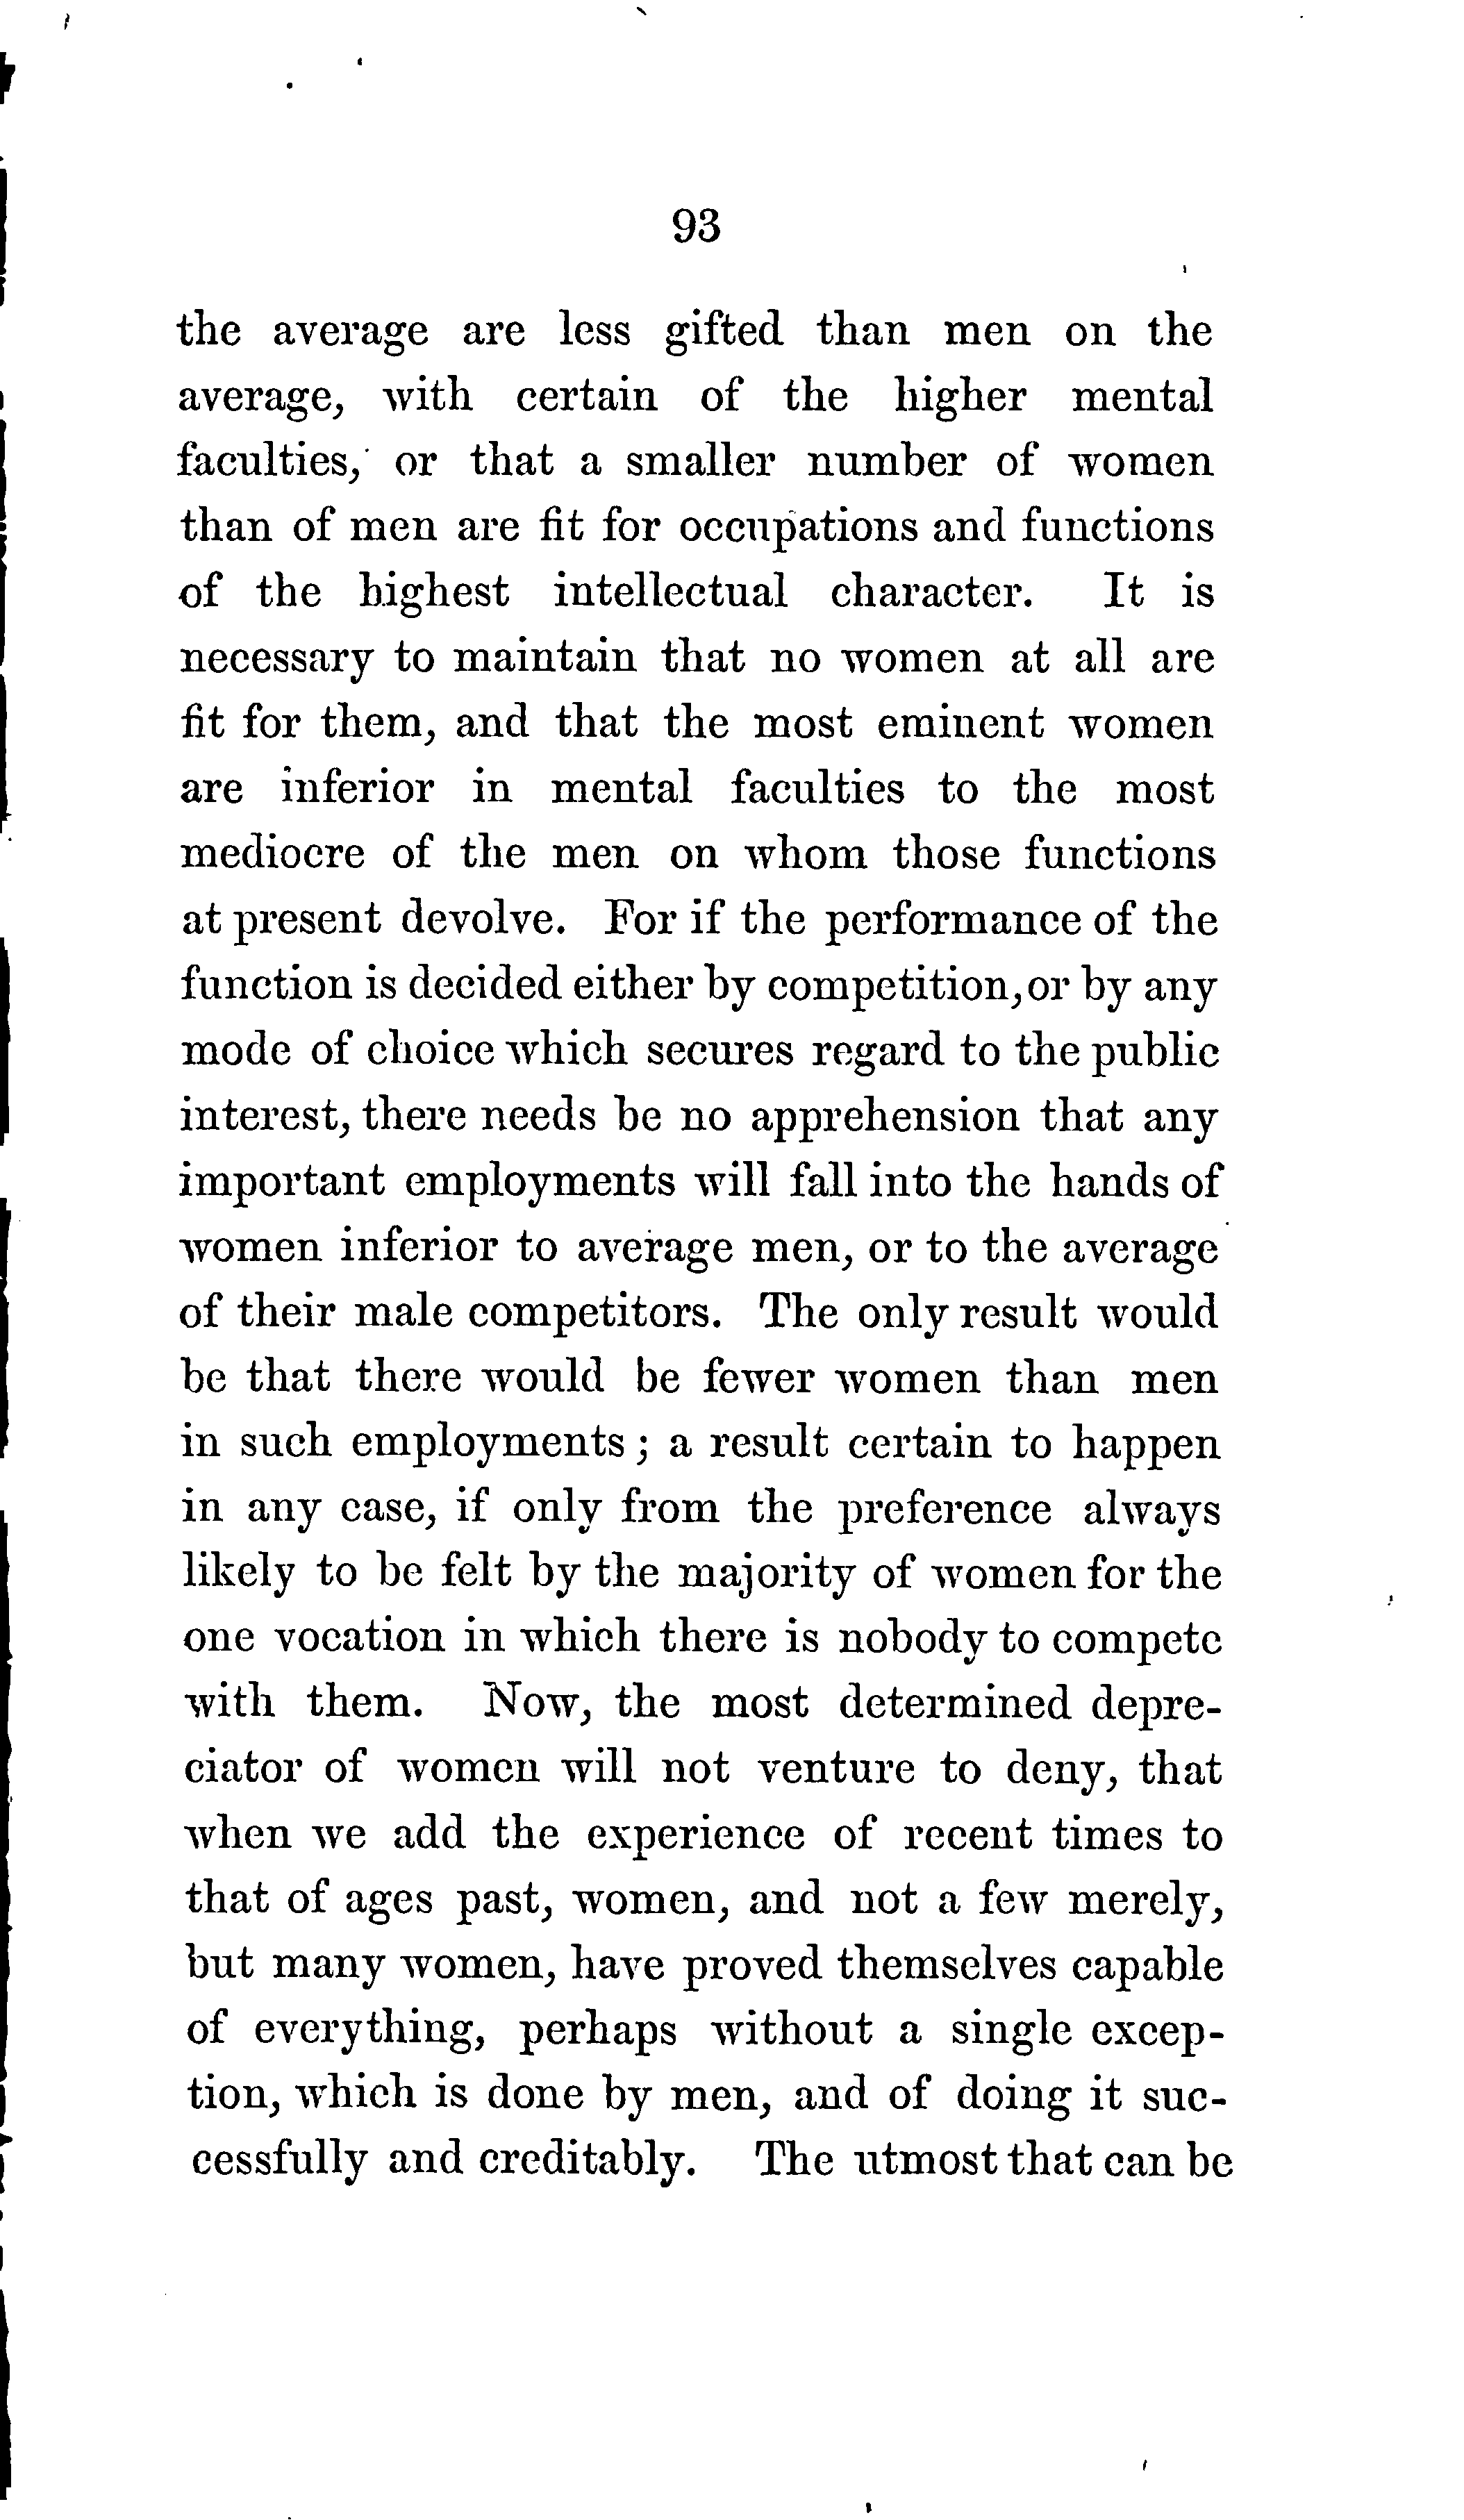 93
the average are less gifted than men on the
average, with certain of the higher mental
faculties, or that a smaller number of women
than of men are fit for occupations and functions
of the highest intellectual character. It is
necessary to maintain that no women at all are
fit for them, and that the most eminent women
are inferior in mental faculties to the most
mediocre of the men on whom those functions
at present devolve. For if the performance of the
function is decided either by competition, or by any
mode of choice which secures regard to the public
interest, there needs be no apprehension that any
important employments will fall into the hands of
women inferior to average men, or to the average
of their male competitors. The only result would
be that there would be fewer women than men
in such employments; a result certain to happen
in any case, if only from the preference always
likely to be felt by the majority of women for the
one vocation in which there is nobody to compete
with them. Now, the most determined depre-
ciator of women will not venture to deny, that
when we add the experience of recent times to
that of ages past, women, and not a few merely,
but many women, have proved themselves capable
of everything, perhaps without a single excep-
tion, which is done by men, and of doing it suc-
cessfully and creditably. The utmost that can be